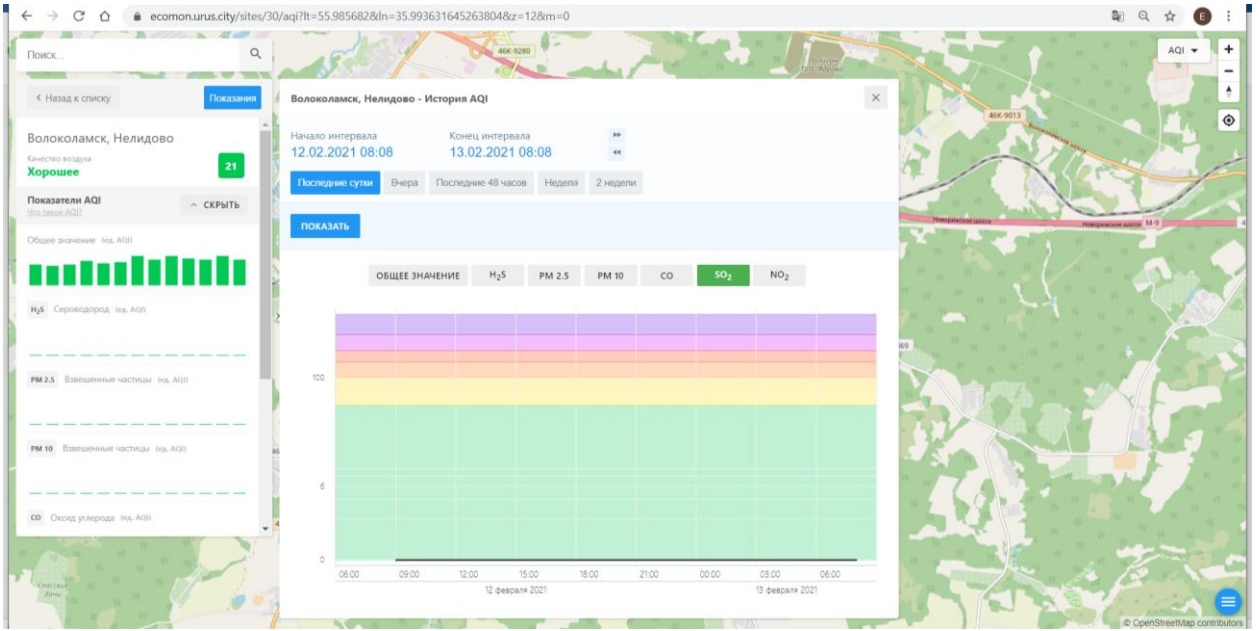 ecomon.urus.city/sites/30/aqi?lt=55.985682&ln=35.993631645263804&z=12&m=0
E
Поиск...
46К-9280
AQI
Назад к списку
Показания
Волоколамск, Нелидово - История AQI
46К-9013
Волоколамское шоссе
Волоколамск, Нелидово
Качество воздуха
Хорошее
21
Начало интервала
Конец интервала
12.02.2021 08:08
13.02.2021 08:08
Последние сутки
Вчера
Последние 48 часов
Неделя
2 недели
Показатели AQI
Что такое AQI?
СКРЫТЬ
ПОКАЗАТЬ
Новорижское шоссе
Новорижское шоссе
М-9
Общее значение (ед. AQI)
ОБЩЕЕ ЗНАЧЕНИЕ
H₂S
PM 2.5
PM 10
CO
SO₂
NO₂
H₂S Сероводород (ед. AQI)
PM 2.5 Взвешенные частицы (ед. AQI)
PM 10 Взвешенные частицы (ед. AQI)
CO Оксид углерода (ед. AQI)
100
6
0
06:00 09:00 12:00 15:00 18:00 21:00 00:00 03:00 06:00
12 февраля 2021
13 февраля 2021
© OpenStreetMap contributors